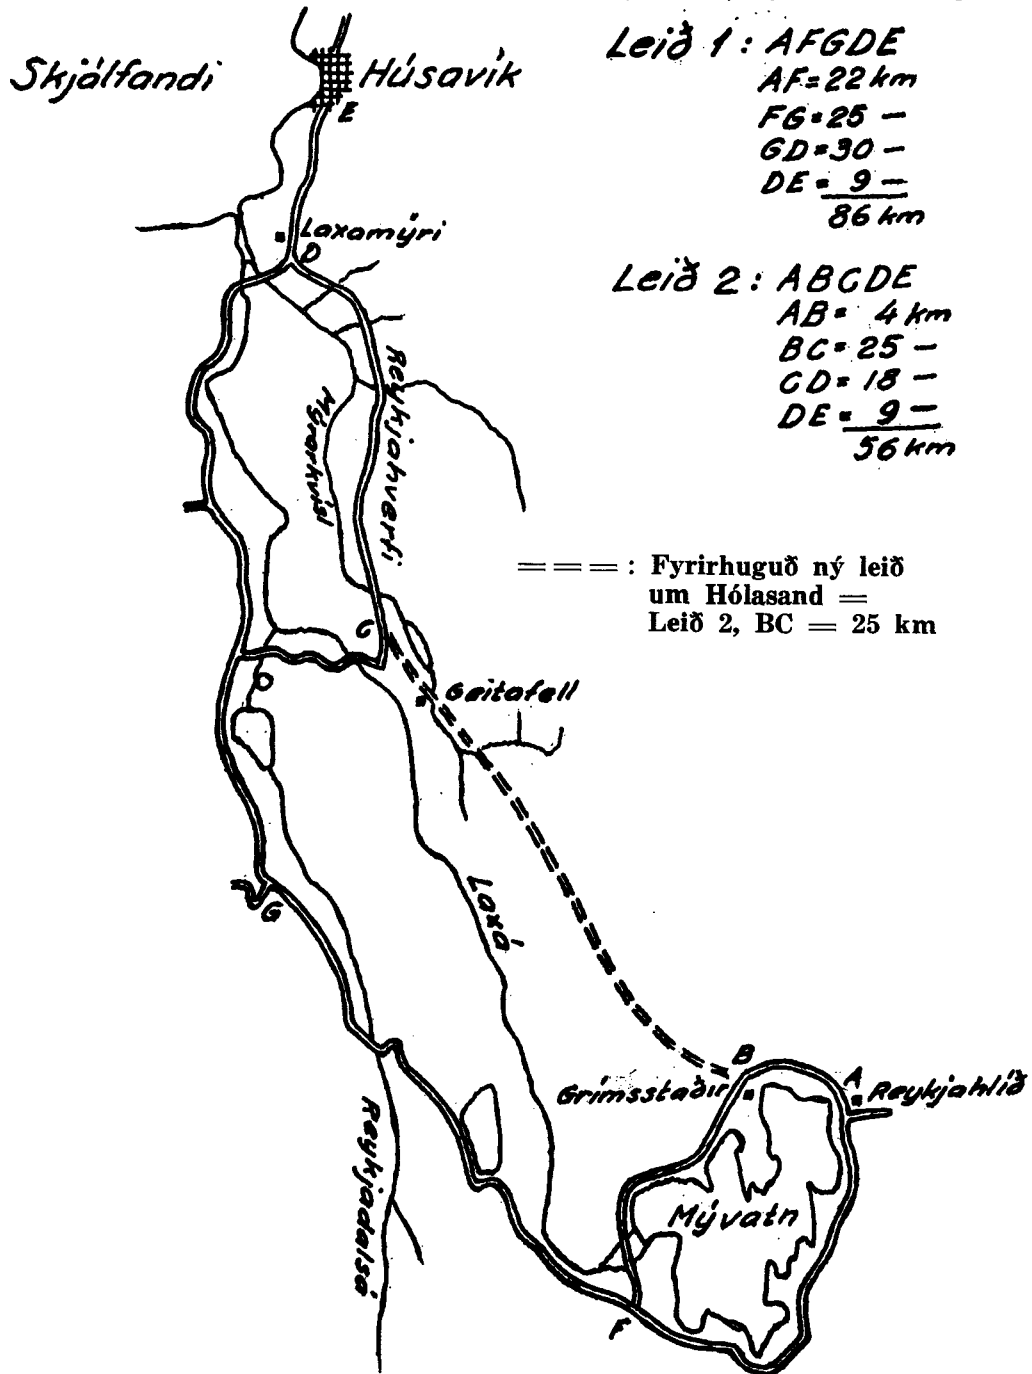 Skjálfandi
Húsavík
E
Laxamýri
D
Leið 1: AFGDE
AF = 22 km
FG = 25 —
GD = 30 —
DE = 9 —
86 km
Leið 2: ABCDE
AB = 4 km
BC = 25 —
CD = 18 —
DE = 9 —
56 km
Reykjahverfi
Mýrarkvísl
= = = : Fyrirhuguð ný leið
um Hólasand =
Leið 2, BC = 25 km
C
Geitafell
G
Laxá
B
Grímsstaðir
A
Reykjahlíð
Reykjadalsá
Mývatn
F